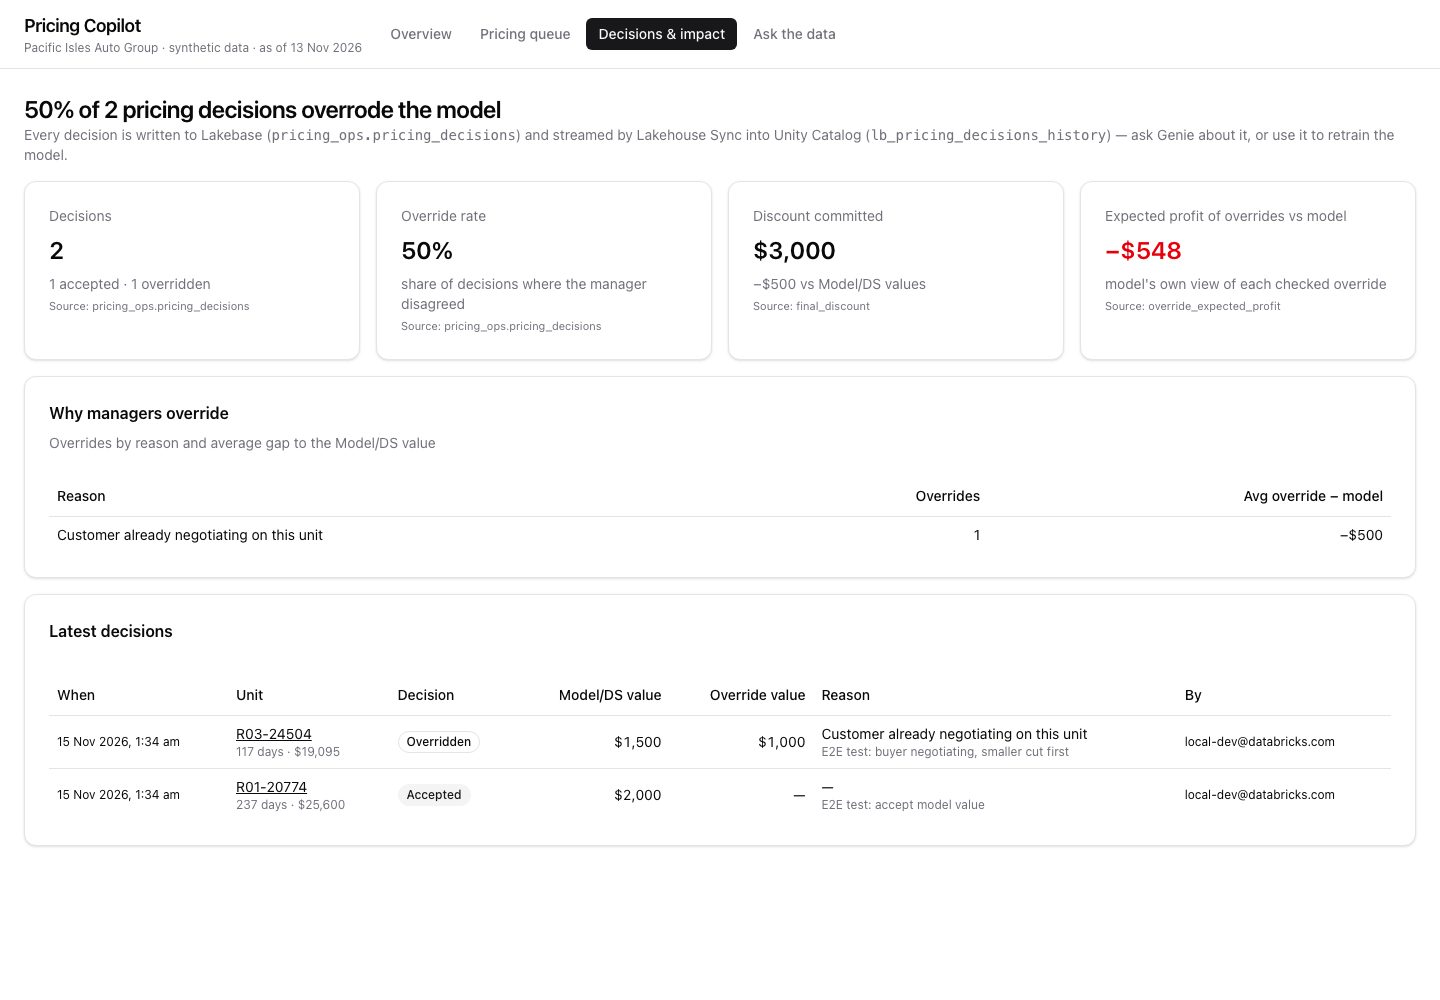 Pricing Copilot
Pacific Isles Auto Group · synthetic data · as of 13 Nov 2026
Overview
Pricing queue
Decisions & impact
Ask the data
50% of 2 pricing decisions overrode the model
Every decision is written to Lakebase (pricing_ops.pricing_decisions) and streamed by Lakehouse Sync into Unity Catalog (lb_pricing_decisions_history) — ask Genie about it, or use it to retrain the
model.
Decisions
2
1 accepted · 1 overridden
Source: pricing_ops.pricing_decisions
Override rate
50%
share of decisions where the manager
disagreed
Source: pricing_ops.pricing_decisions
Discount committed
$3,000
−$500 vs Model/DS values
Source: final_discount
Expected profit of overrides vs model
−$548
model's own view of each checked override
Source: override_expected_profit
Why managers override
Overrides by reason and average gap to the Model/DS value
Reason Overrides Avg override − model
Customer already negotiating on this unit 1 −$500
Latest decisions
When Unit Decision Model/DS value Override value Reason By
15 Nov 2026, 1:34 am R03-24504 Overridden $1,500 $1,000 Customer already negotiating on this unit local-dev@databricks.com
117 days · $19,095 E2E test: buyer negotiating, smaller cut first
15 Nov 2026, 1:34 am R01-20774 Accepted $2,000 — — local-dev@databricks.com
237 days · $25,600 E2E test: accept model value